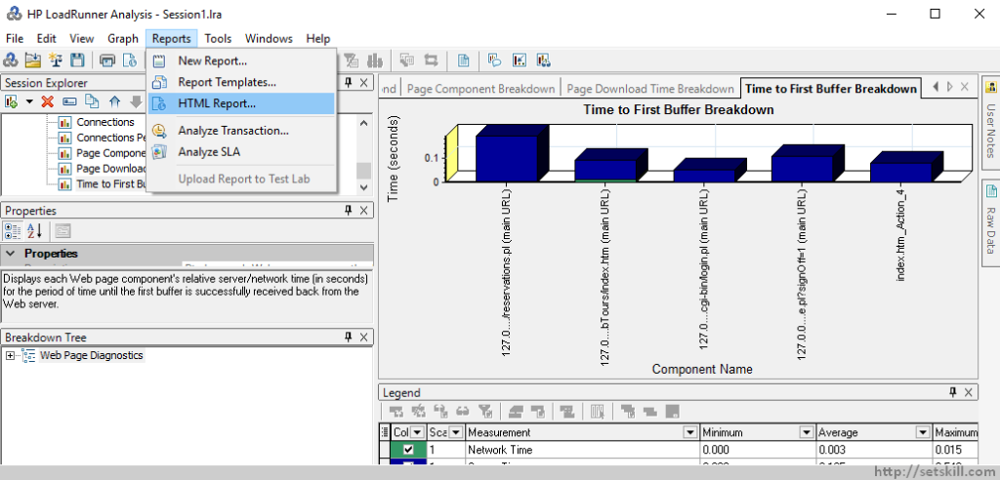 HP LoadRunner Analysis - Session1.lra
File Edit View Graph Reports Tools Windows Help
New Report...
Report Templates...
HTML Report...
Analyze Transaction...
Analyze SLA
Upload Report to Test Lab
Session Explorer
Connections
Connections Pe
Page Compone
Page Download
Time to First Bu
Properties
Properties
Displays each Web page component's relative server/network time (in seconds)
for the period of time until the first buffer is successfully received back from the
Web server.
Breakdown Tree
Web Page Diagnostics
nd Page Component Breakdown Page Download Time Breakdown Time to First Buffer Breakdown
Time to First Buffer Breakdown
Time (seconds)
0.1
0
127.0..../reservations.pl (main URL)
127.0....bTours/index.htm (main URL)
127.0....cgi-bin/login.pl (main URL)
127.0.0....e.pl?signOff=1 (main URL)
index.htm_Action_4
Component Name
User Notes
Raw Data
Legend
Col Sca Measurement Minimum Average Maximum
1 Network Time 0.000 0.003 0.015
http://setskill.com